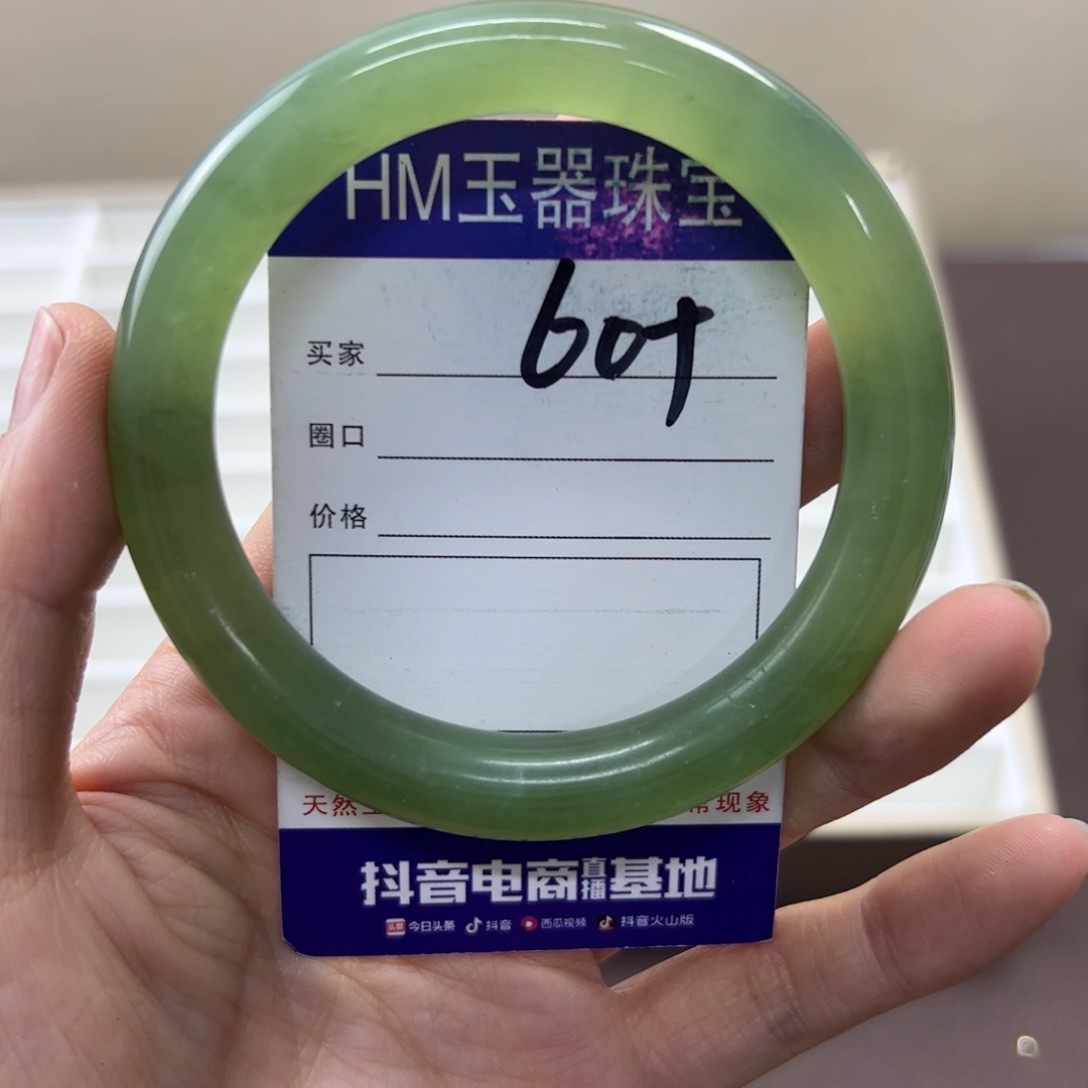 HM玉器珠宝
60+
买家
圈口
价格
天然
常现象
抖音电商直播基地
头条 今日头条 抖音 西瓜视频 抖音火山版